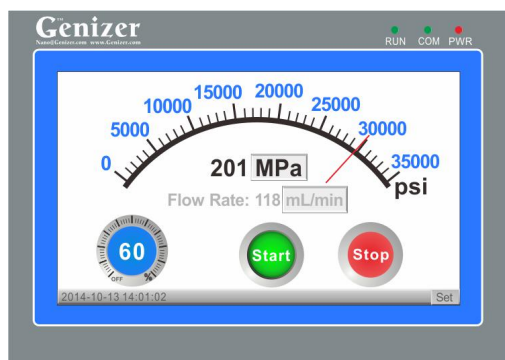 Genizer™
Nano@Genizer.com www.Genizer.com
RUN COM PWR
0 5000 10000 15000 20000 25000 30000 35000
psi
201 MPa
Flow Rate: 118 mL/min
60
OFF %
Start
Stop
2014-10-13 14:01:02 Set